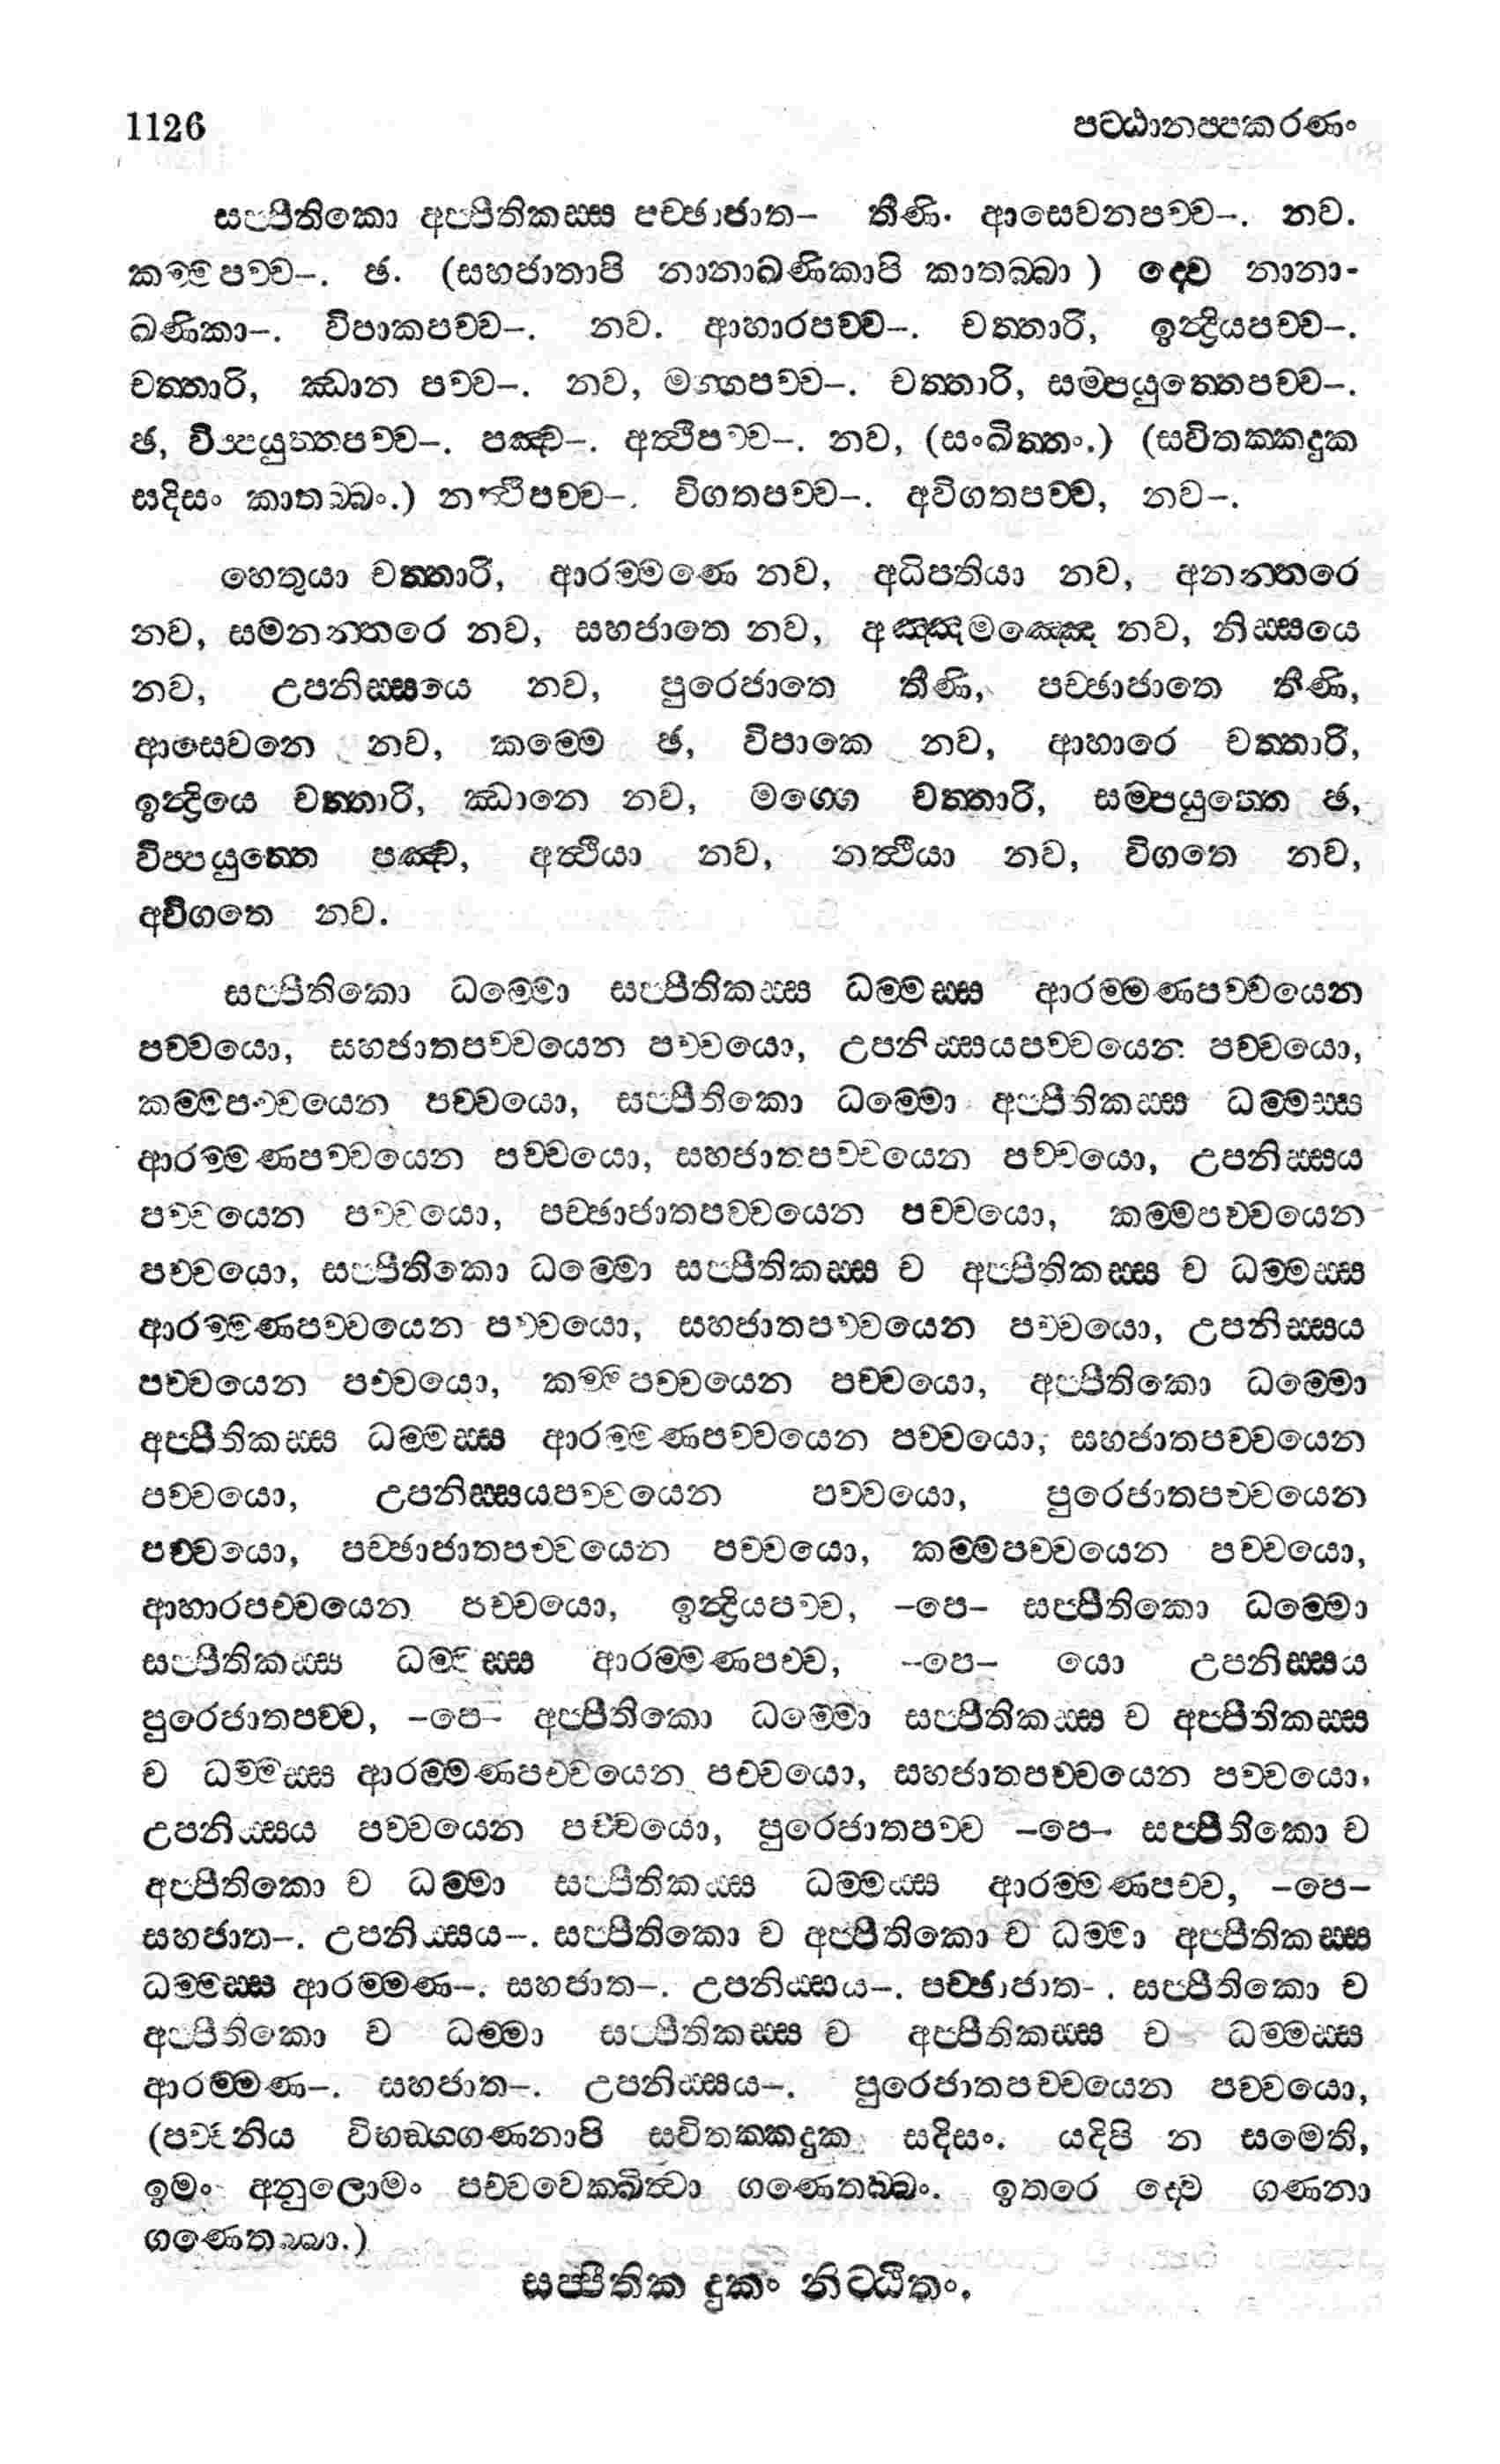 1126 පට්ඨානප්පකරණං
සප්පීතිකො අප්පීතිකස්ස පච්ඡාජාත– තීණි. ආසෙවනපච්ච–. නව.
කම්මපච්ච–. ඡ. (සහජාතාපි නානාඛණිකාපි කාතබ්බා ) ද්වෙ නානා-
ඛණිකා–. විපාකපච්ච–. නව. ආහාරපච්ච–. චත්තාරි, ඉන්ද්‍රියපච්ච–.
චත්තාරි, ඣාන පච්ච–. නව, මග්ගපච්ච–. චත්තාරි, සම්පයුත්තෙපච්ච–.
ඡ, විප්පයුත්තපච්ච–. පඤ්ච–. අත්ථිපච්ච–. නව, (සංඛිත්තං.) (සවිතක්කදුක
සදිසං කාතබ්බං.) නත්ථිපච්ච–. විගතපච්ච–. අවිගතපච්ච, නව–.
හෙතුයා චත්තාරි, ආරම්මණෙ නව, අධිපතියා නව, අනන්තරෙ
නව, සමනන්තරෙ නව, සහජාතෙ නව, අඤ්ඤමඤ්ඤෙ නව, නිස්සයෙ
නව, උපනිස්සයෙ නව, පුරෙජාතෙ තීණි, පච්ඡාජාතෙ තීණි,
ආසෙවනෙ නව, කම්මෙ ඡ, විපාකෙ නව, ආහාරෙ චත්තාරි,
ඉන්ද්‍රියෙ චත්තාරි, ඣානෙ නව, මග්ගෙ චත්තාරි, සම්පයුත්තෙ ඡ,
විප්පයුත්තෙ පඤ්ච, අත්ථියා නව, නත්ථියා නව, විගතෙ නව,
අවිගතෙ නව.
සප්පීතිකො ධම්මො සප්පීතිකස්ස ධම්මස්ස ආරම්මණපච්චයෙන
පච්චයො, සහජාතපච්චයෙන පච්චයො, උපනිස්සයපච්චයෙන පච්චයො,
කම්මපච්චයෙන පච්චයො, සප්පීතිකො ධම්මො අප්පීතිකස්ස ධම්මස්ස
ආරම්මණපච්චයෙන පච්චයො, සහජාතපච්චයෙන පච්චයො, උපනිස්සය
පච්චයෙන පච්චයො, පච්ඡාජාතපච්චයෙන පච්චයො, කම්මපච්චයෙන
පච්චයො, සප්පීතිකො ධම්මො සප්පීතිකස්ස ච අප්පීතිකස්ස ච ධම්මස්ස
ආරම්මණපච්චයෙන පච්චයො, සහජාතපච්චයෙන පච්චයො, උපනිස්සය
පච්චයෙන පච්චයො, කම්මපච්චයෙන පච්චයො, අප්පීතිකො ධම්මො
අප්පීතිකස්ස ධම්මස්ස ආරම්මණපච්චයෙන පච්චයො, සහජාතපච්චයෙන
පච්චයො, උපනිස්සයපච්චයෙන පච්චයො, පුරෙජාතපච්චයෙන
පච්චයො, පච්ඡාජාතපච්චයෙන පච්චයො, කම්මපච්චයෙන පච්චයො,
ආහාරපච්චයෙන පච්චයො, ඉන්ද්‍රියපච්ච, –පෙ– සප්පීතිකො ධම්මො
සප්පීතිකස්ස ධම්මස්ස ආරම්මණපච්ච, –පෙ– යො උපනිස්සය
පුරෙජාතපච්ච, –පෙ– අප්පීතිකො ධම්මො සප්පීතිකස්ස ච අප්පීතිකස්ස
ච ධම්මස්ස ආරම්මණපච්චයෙන පච්චයො, සහජාතපච්චයෙන පච්චයො,
උපනිස්සය පච්චයෙන පච්චයො, පුරෙජාතපච්ච –පෙ– සප්පීතිකො ච
අප්පීතිකො ච ධම්මා සප්පීතිකස්ස ධම්මස්ස ආරම්මණපච්ච, –පෙ–
සහජාත–. උපනිස්සය–. සප්පීතිකො ච අප්පීතිකො ච ධම්මා අප්පීතිකස්ස
ධම්මස්ස ආරම්මණ–. සහජාත–. උපනිස්සය–. පච්ඡාජාත-. සප්පීතිකො ච
අප්පීතිකො ච ධම්මා සප්පීතිකස්ස ච අප්පීතිකස්ස ච ධම්මස්ස
ආරම්මණ–. සහජාත–. උපනිස්සය–. පුරෙජාතපච්චයෙන පච්චයො,
විභඞ්ගගණනාපි සවිතක්කදුක සදිසං. යදිපි න සමෙති,
ඉමං අනුලොමං පච්චවෙක්ඛිත්වා ගණෙතබ්බං. ඉතරෙ ද්වෙ ගණනා
ගණෙතබ්බා.)
සප්පීතික දුකං නිට්ඨිතං.